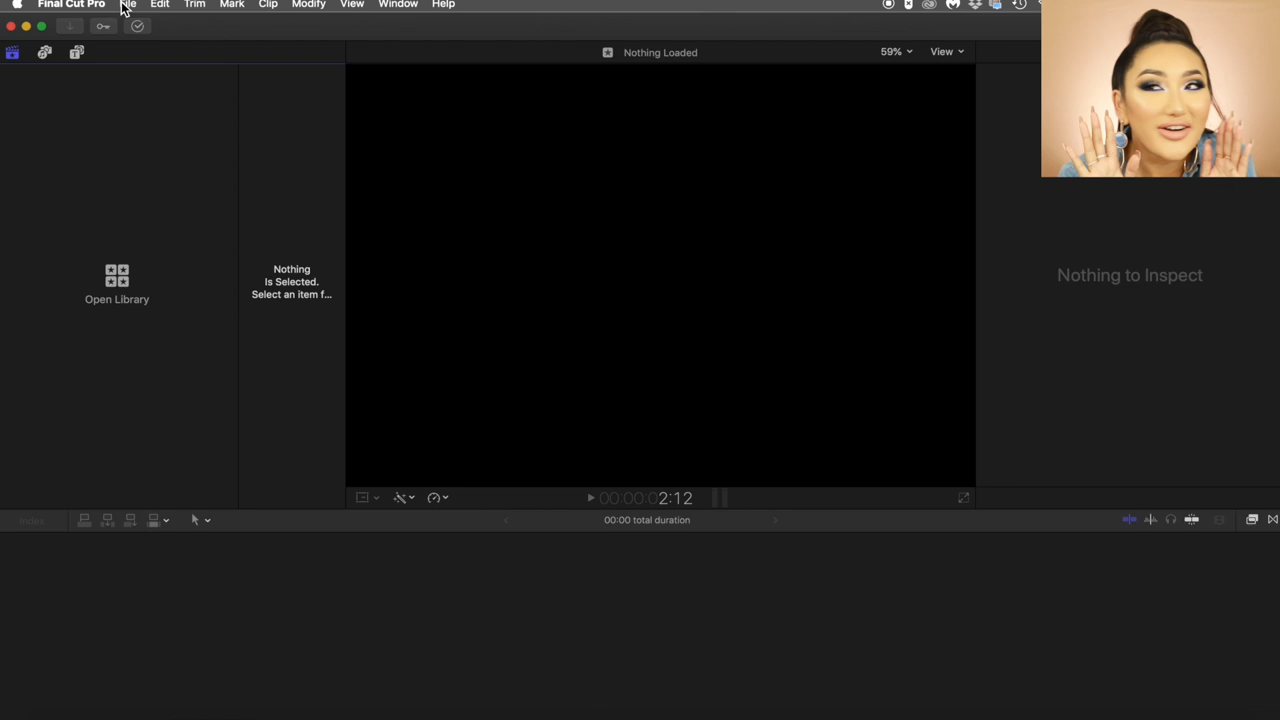 Final Cut Pro File Edit Trim Mark Clip Modify View Window Help
Nothing Loaded
59%
View
Open Library
Nothing
Is Selected.
Select an item f...
Nothing to Inspect
00:00:02:12
Index
00:00 total duration